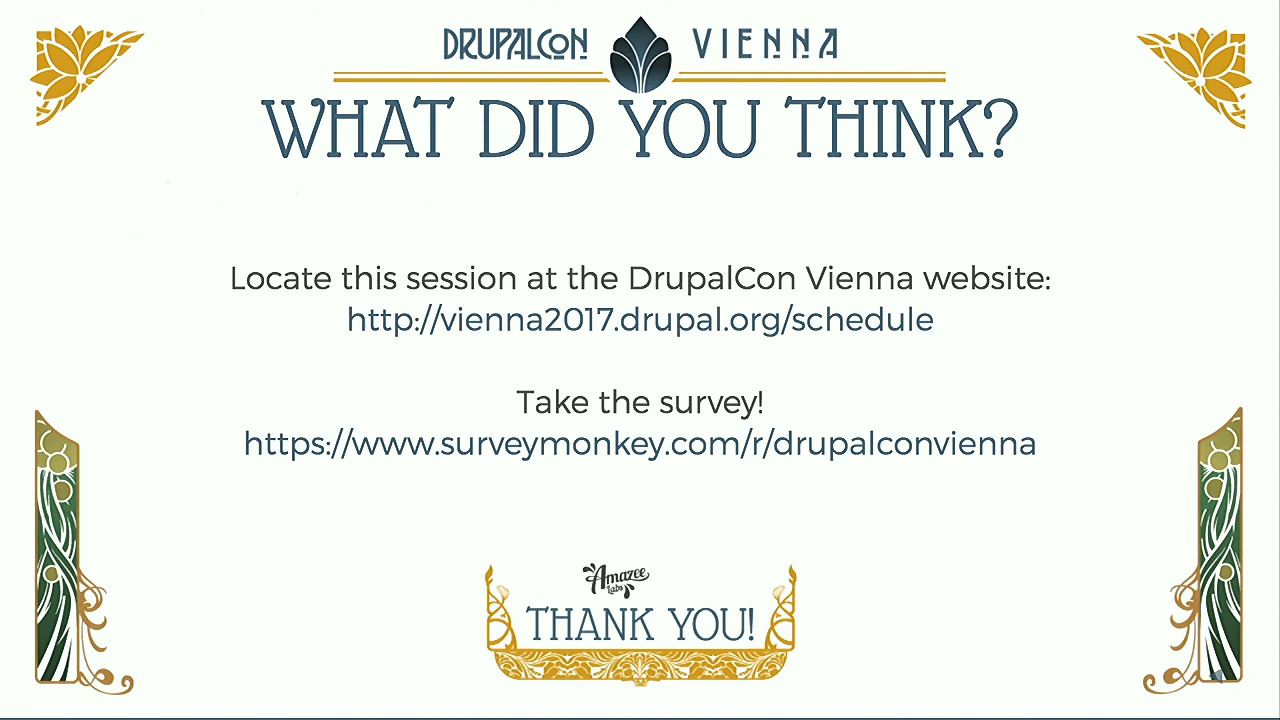 DRUPALCON VIENNA
WHAT DID YOU THINK?
Locate this session at the DrupalCon Vienna website:
http://vienna2017.drupal.org/schedule
Take the survey!
https://www.surveymonkey.com/r/drupalconvienna
Amazee
Labs
THANK YOU!